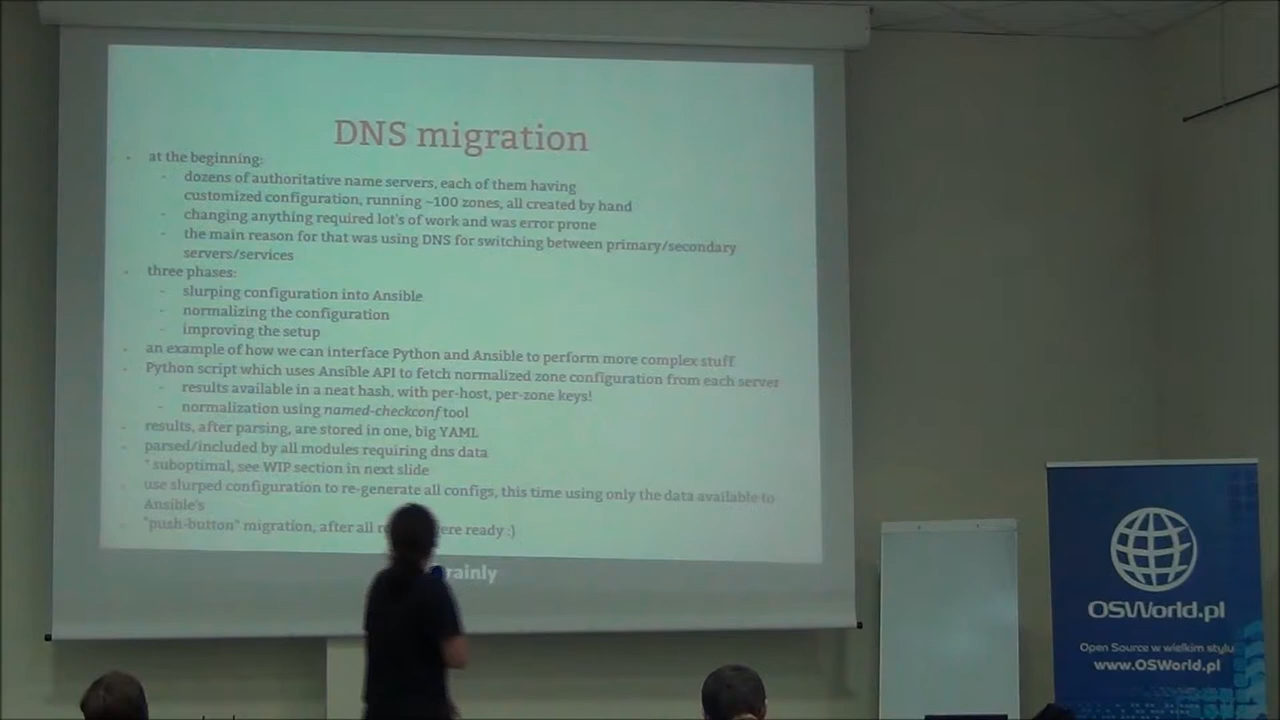 DNS migration
- at the beginning:
- dozens of authoritative name servers, each of them having
customized configuration, running ~100 zones, all created by hand
- changing anything required lot's of work and was error prone
- the main reason for that was using DNS for switching between primary/secondary
servers/services
- three phases:
- slurping configuration into Ansible
- normalizing the configuration
- improving the setup
- an example of how we can interface Python and Ansible to perform more complex stuff
- Python script which uses Ansible API to fetch normalized zone configuration from each server
- results available in a neat hash, with per-host, per-zone keys!
- normalization using named-checkconf tool
- results, after parsing, are stored in one, big YAML
- parsed/included by all modules requiring dns data
* suboptimal, see WIP section in next slide
- use slurped configuration to re-generate all configs, this time using only the data available to
Ansible's
- "push-button" migration, after all ready :)
OSWorld.pl
Open Source w wielkim stylu
www.OSWorld.pl